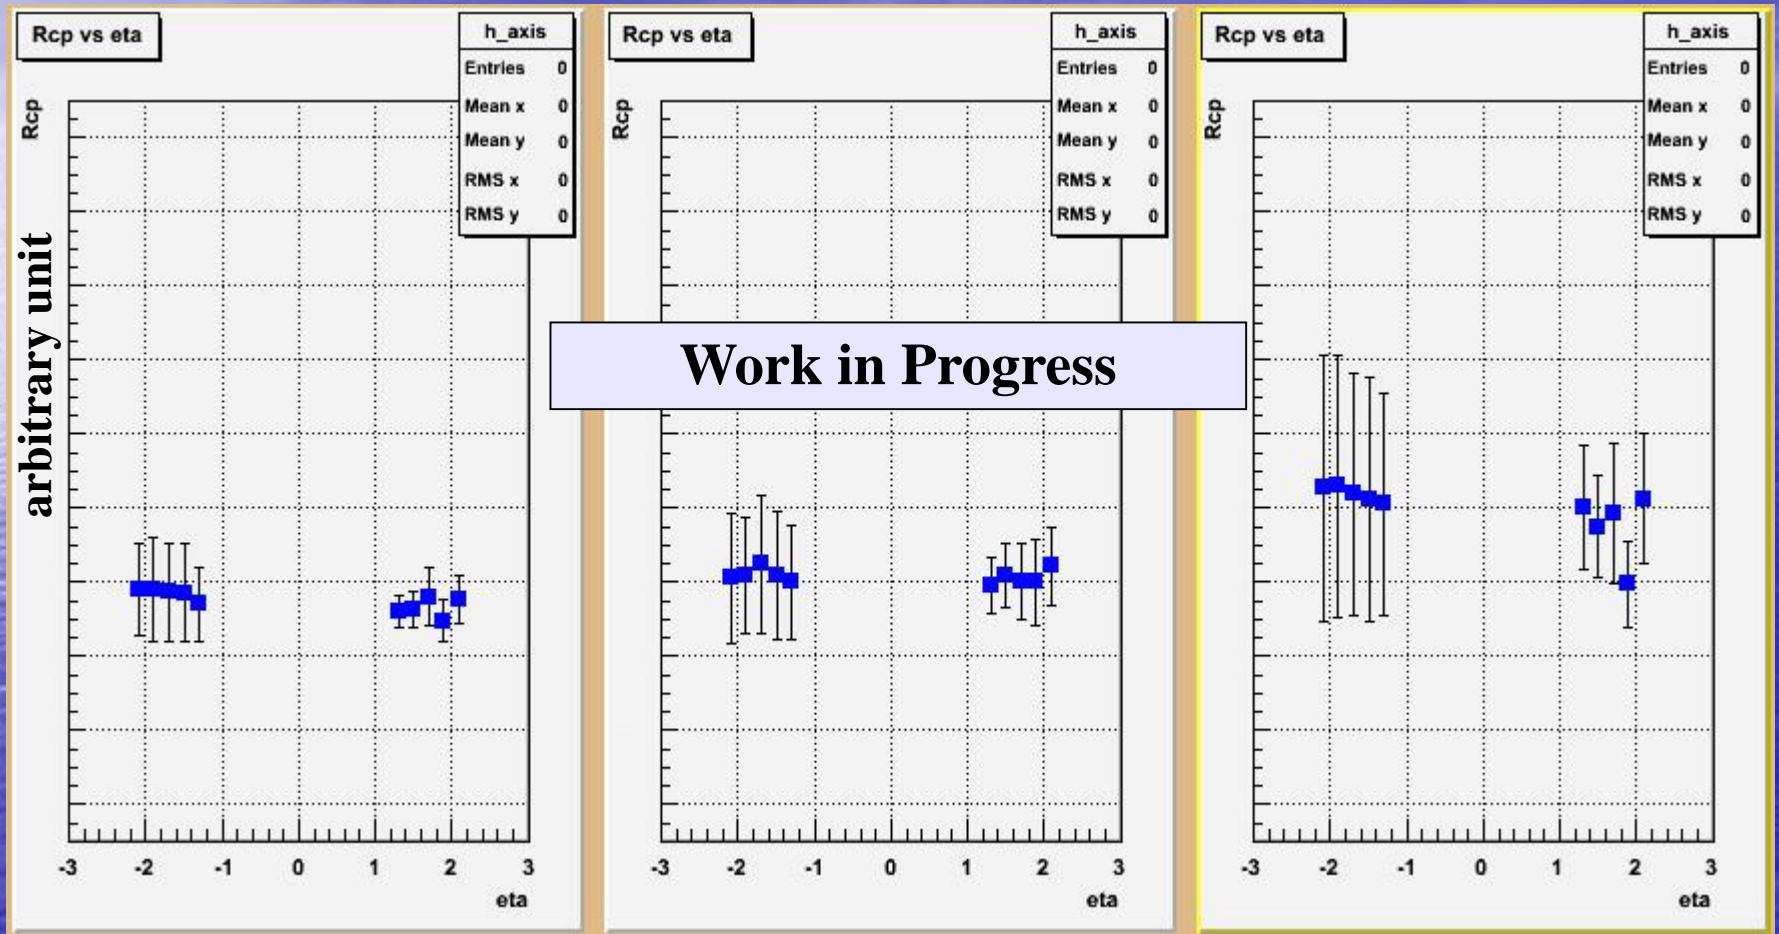 Rcp vs eta
h_axis
Entries 0
Mean x 0
Mean y 0
RMS x 0
RMS y 0
Rcp
arbitrary unit
-3 -2 -1 0 1 2 3
eta
Rcp vs eta
h_axis
Entries 0
Mean x 0
Mean y 0
RMS x 0
RMS y 0
Rcp
Work in Progress
-3 -2 -1 0 1 2 3
eta
Rcp vs eta
h_axis
Entries 0
Mean x 0
Mean y 0
RMS x 0
RMS y 0
Rcp
-3 -2 -1 0 1 2 3
eta